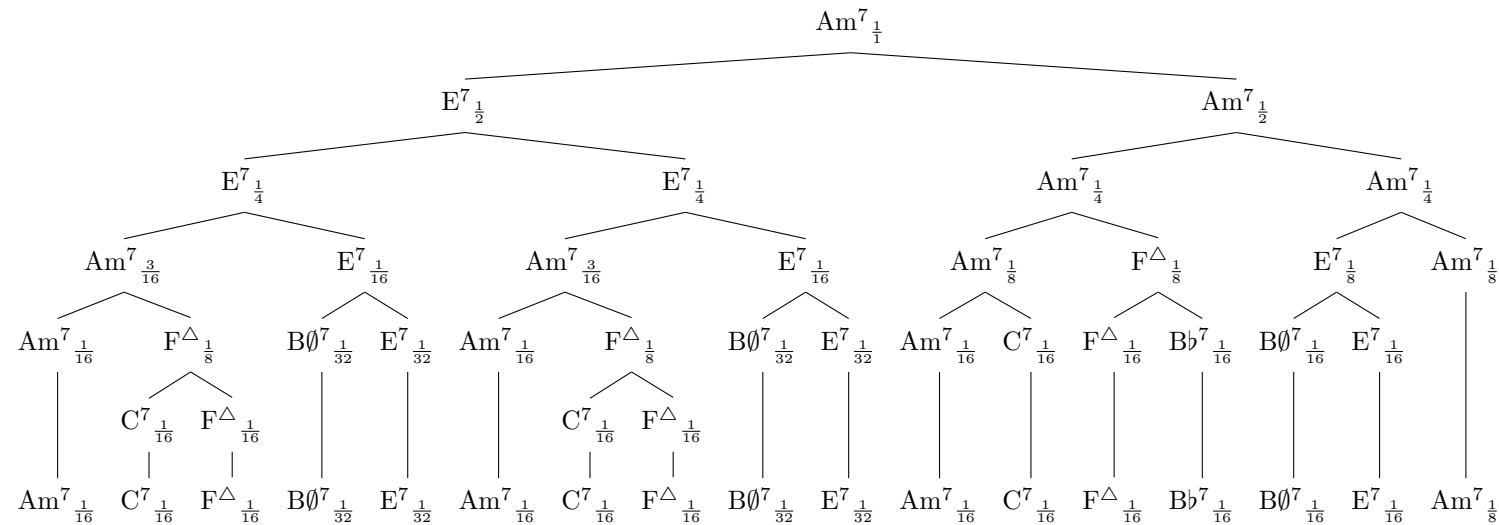 Am⁷ 1/1
E⁷ 1/2 Am⁷ 1/2
E⁷ 1/4 E⁷ 1/4 Am⁷ 1/4 Am⁷ 1/4
Am⁷ 3/16 E⁷ 1/16 Am⁷ 3/16 E⁷ 1/16 Am⁷ 1/8 F△ 1/8 E⁷ 1/8 Am⁷ 1/8
Am⁷ 1/16 F△ 1/8 B∅⁷ 1/32 E⁷ 1/32 Am⁷ 1/16 F△ 1/8 B∅⁷ 1/32 E⁷ 1/32 Am⁷ 1/16 C⁷ 1/16 F△ 1/16 B♭⁷ 1/16 B∅⁷ 1/16 E⁷ 1/16
C⁷ 1/16 F△ 1/16 C⁷ 1/16 F△ 1/16
Am⁷ 1/16 C⁷ 1/16 F△ 1/16 B∅⁷ 1/32 E⁷ 1/32 Am⁷ 1/16 C⁷ 1/16 F△ 1/16 B∅⁷ 1/32 E⁷ 1/32 Am⁷ 1/16 C⁷ 1/16 F△ 1/16 B♭⁷ 1/16 B∅⁷ 1/16 E⁷ 1/16 Am⁷ 1/8